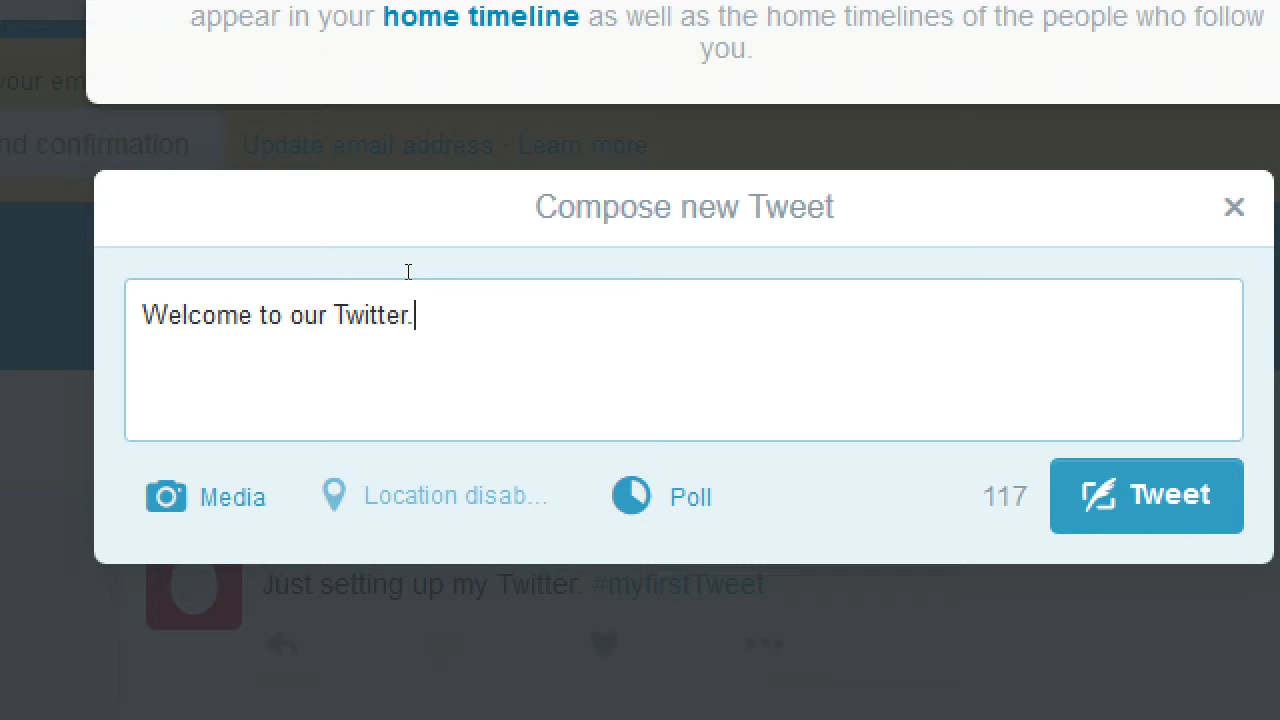 appear in your home timeline as well as the home timelines of the people who follow
you.
your em
nd confirmation
Update email address · Learn more
Compose new Tweet
Welcome to our Twitter.
Media
Location disab...
Poll
117
Tweet
Just setting up my Twitter. #myfirstTweet